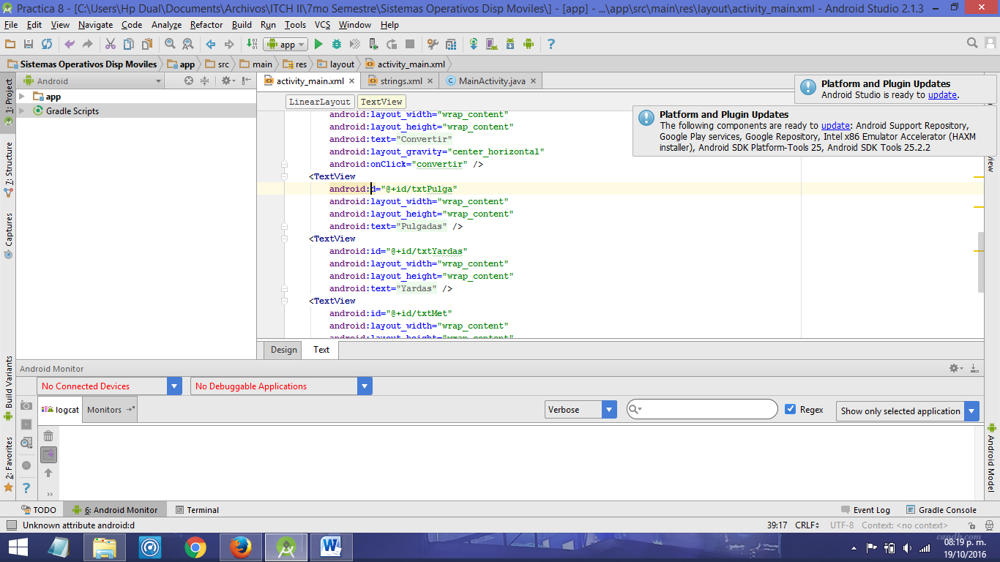 Practica 8 - [C:\Users\Hp Dual\Documents\Archivos\ITCH II\7mo Semestre\Sistemas Operativos Disp Moviles\] - [app] - ...\app\src\main\res\layout\activity_main.xml - Android Studio 2.1.3
File Edit View Navigate Code Analyze Refactor Build Run Tools VCS Window Help
app
Sistemas Operativos Disp Moviles app src main res layout activity_main.xml
1: Project
7: Structure
Captures
Build Variants
2: Favorites
Android
app
Gradle Scripts
activity_main.xml strings.xml MainActivity.java
LinearLayout TextView
android:layout_width="wrap_content"
android:layout_height="wrap_content"
android:text="Convertir"
android:layout_gravity="center_horizontal"
android:onClick="convertir" />
<TextView
android:d="@+id/txtPulga"
android:layout_width="wrap_content"
android:layout_height="wrap_content"
android:text="Pulgadas" />
<TextView
android:id="@+id/txtYardas"
android:layout_width="wrap_content"
android:layout_height="wrap_content"
android:text="Yardas" />
<TextView
android:id="@+id/txtMet"
android:layout_width="wrap_content"
android:layout_height="wrap_content"
Design Text
Platform and Plugin Updates
Android Studio is ready to update.
Platform and Plugin Updates
The following components are ready to update: Android Support Repository,
Google Play services, Google Repository, Intel x86 Emulator Accelerator (HAXM
installer), Android SDK Platform-Tools 25, Android SDK Tools 25.2.2
Android Monitor
No Connected Devices No Debuggable Applications
logcat Monitors
Verbose Regex Show only selected application
Android Model
TODO 6: Android Monitor Terminal Event Log Gradle Console
Unknown attribute android:d 39:17 CRLF UTF-8 Context: <no context>
08:19 p. m.
19/10/2016